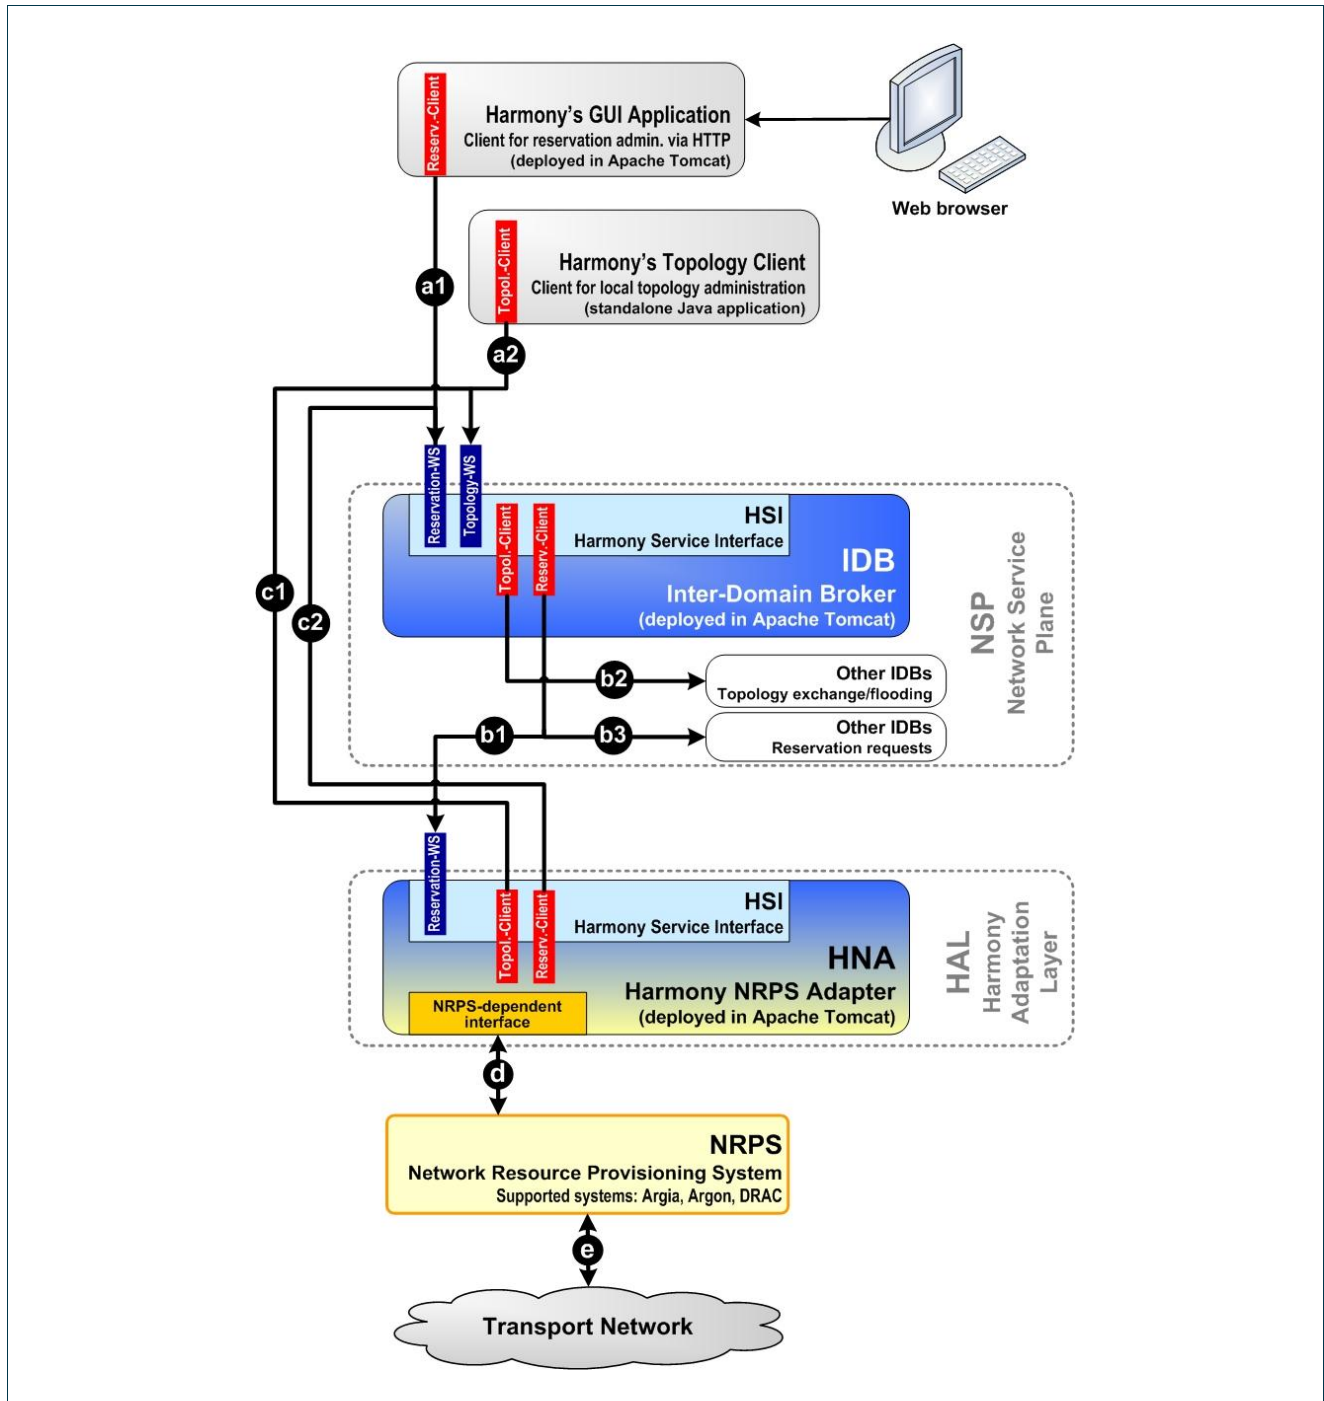 Reserv.-Client
Harmony's GUI Application
Client for reservation admin. via HTTP
(deployed in Apache Tomcat)
Web browser
Topol.-Client
Harmony's Topology Client
Client for local topology administration
(standalone Java application)
a1
a2
Reservation-WS
Topology-WS
Topol.-Client
Reserv.-Client
HSI
Harmony Service Interface
IDB
Inter-Domain Broker
(deployed in Apache Tomcat)
NSP
Network Service
Plane
c1
c2
b2
Other IDBs
Topology exchange/flooding
b1
b3
Other IDBs
Reservation requests
Reservation-WS
Topol.-Client
Reserv.-Client
HSI
Harmony Service Interface
HNA
Harmony NRPS Adapter
(deployed in Apache Tomcat)
NRPS-dependent
interface
HAL
Harmony
Adaptation
Layer
d
NRPS
Network Resource Provisioning System
Supported systems: Argia, Argon, DRAC
e
Transport Network